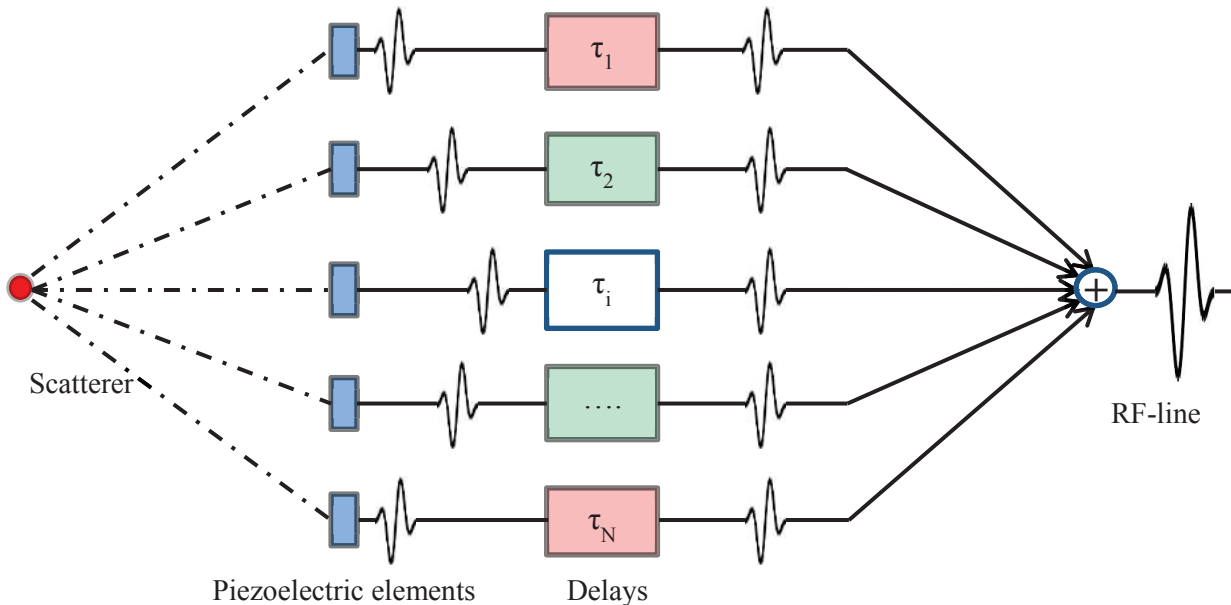 τ1
τ2
τi
+
Scatterer
....
RF-line
τN
Piezoelectric elements
Delays